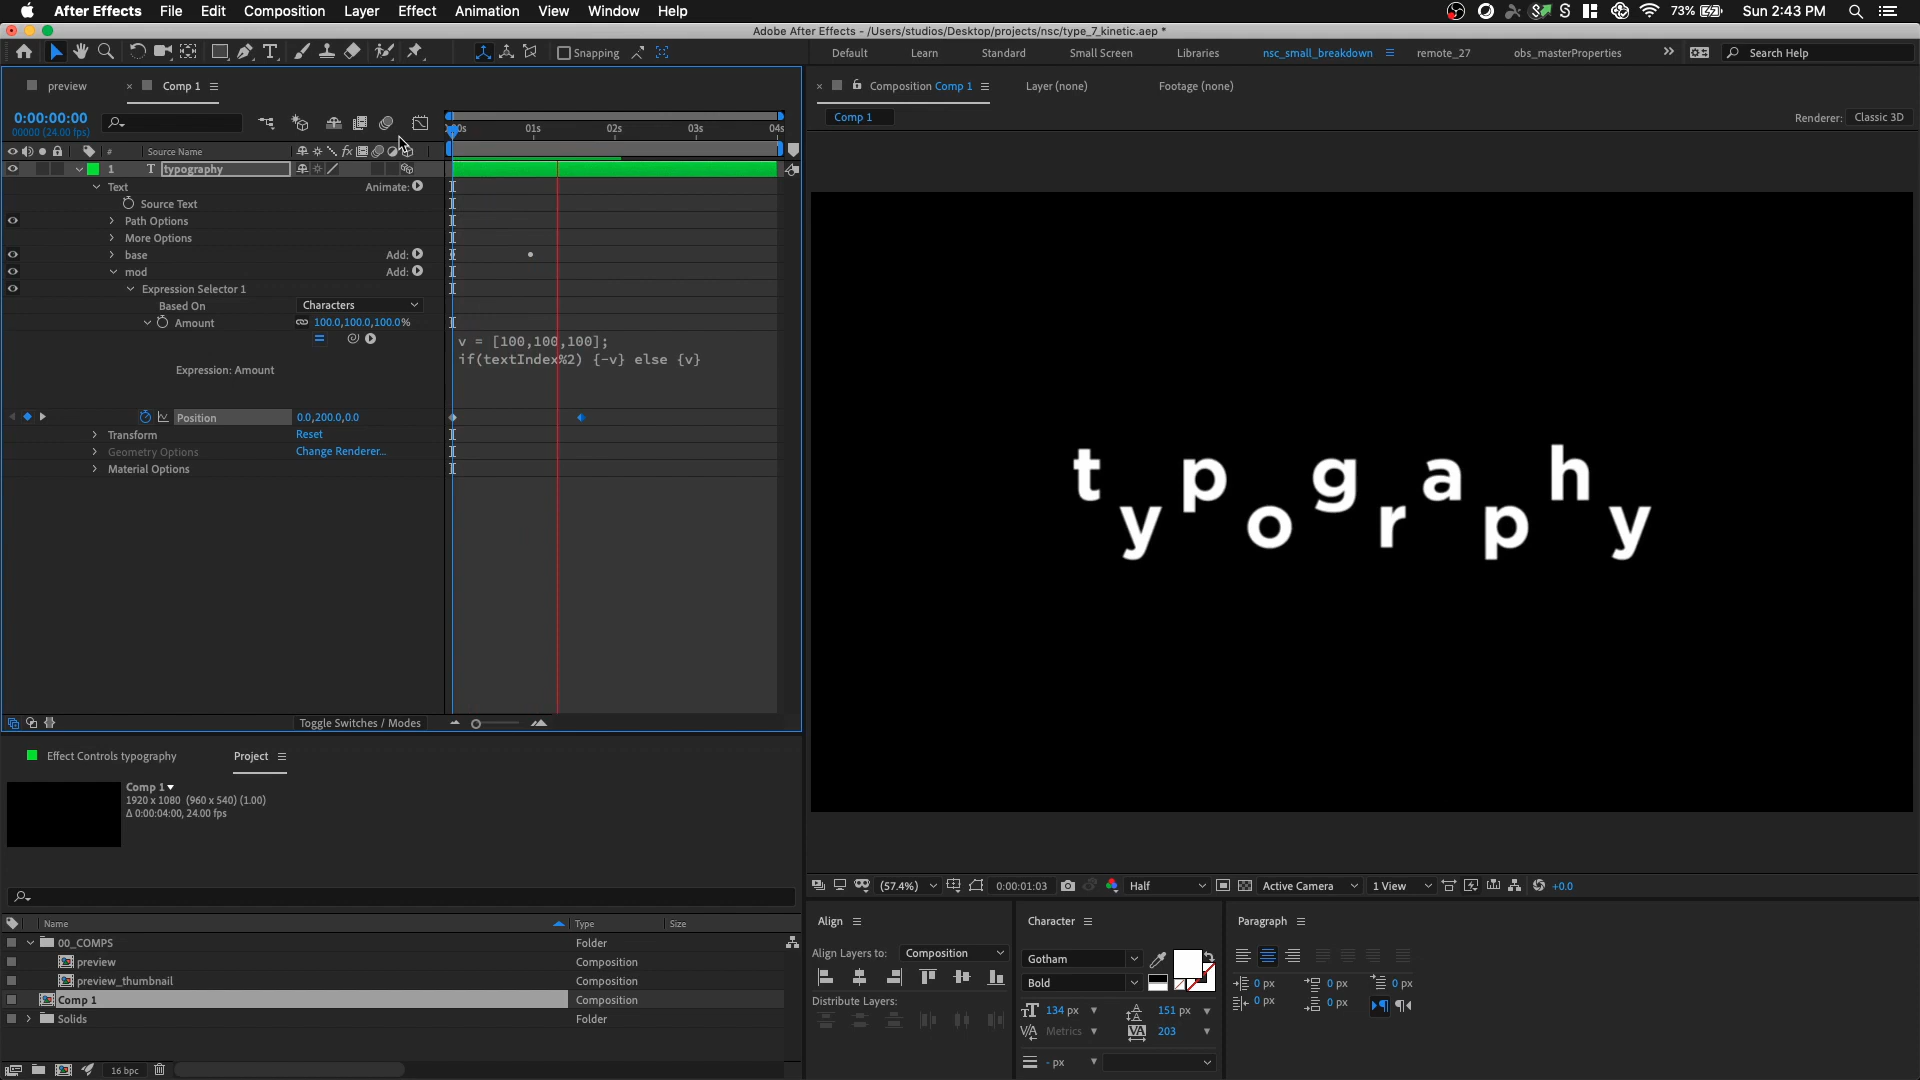 After Effects File Edit Composition Layer Effect Animation View Window Help
73% Sun 2:43 PM
Adobe After Effects - /Users/studios/Desktop/projects/nsc/type_7_kinetic.aep *
Snapping
Default Learn Standard Small Screen Libraries nsc_small_breakdown remote_27 obs_masterProperties Search Help
preview Comp 1
Composition Comp 1 Layer (none) Footage (none)
0:00:00:00
00000 (24.00 fps)
Comp 1
Renderer: Classic 3D
01s 02s 03s 04s
# Source Name
1 T typography
Text Animate:
Source Text
Path Options
More Options
base Add:
mod Add:
Expression Selector 1
Based On Characters
Amount 100.0,100.0,100.0%
v = [100,100,100];
if(textIndex%2) {-v} else {v}
Expression: Amount
Position 0.0,200.0,0.0
Transform Reset
Geometry Options Change Renderer...
Material Options
typography
Toggle Switches / Modes
Effect Controls typography Project
Comp 1
1920 x 1080 (960 x 540) (1.00)
Δ 0:00:04:00, 24.00 fps
(57.4%) 0:00:01:03 Half Active Camera 1 View +0.0
Name Type Size
00_COMPS Folder
preview Composition
preview_thumbnail Composition
Comp 1 Composition
Solids Folder
16 bpc
Align
Align Layers to: Composition
Distribute Layers:
Character
Gotham
Bold
134 px 151 px
Metrics 203
- px
Paragraph
0 px 0 px 0 px
0 px 0 px